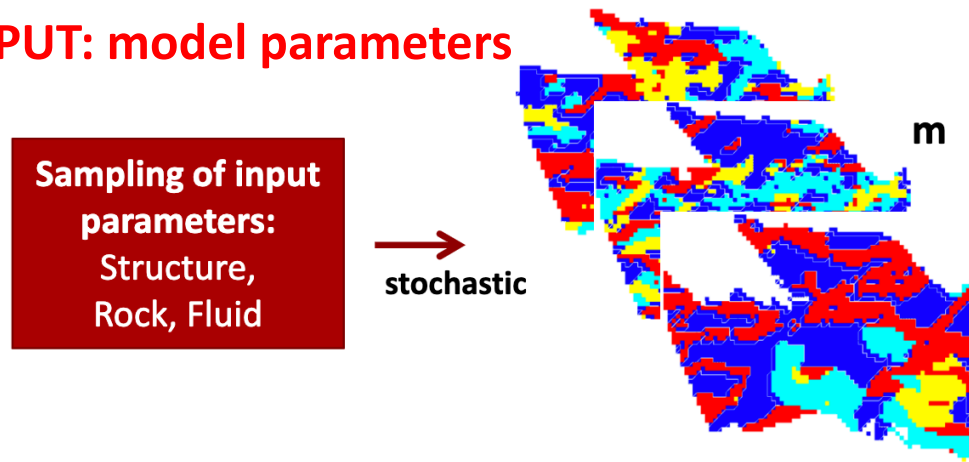 PUT: model parameters
m
Sampling of input
parameters:
Structure,
Rock, Fluid
stochastic